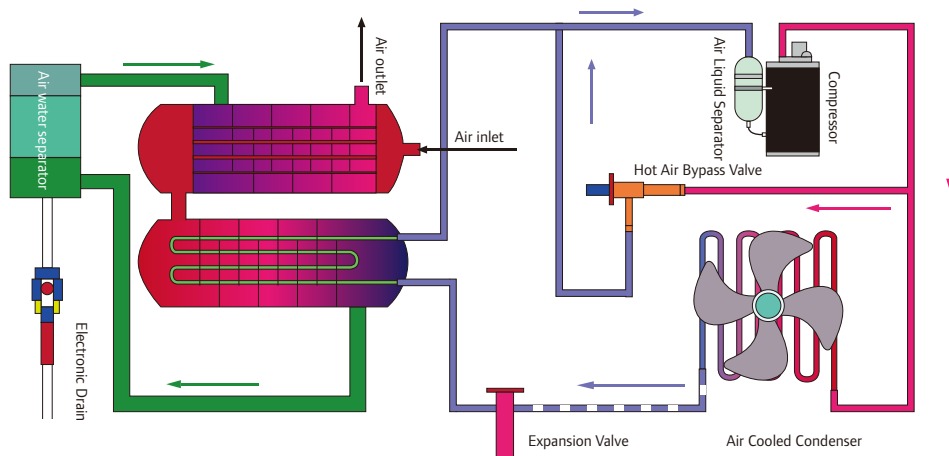 Air outlet
Air water separator
Air inlet
Air Liquid Separator
Compressor
Hot Air Bypass Valve
Electronic Drain
Expansion Valve
Air Cooled Condenser